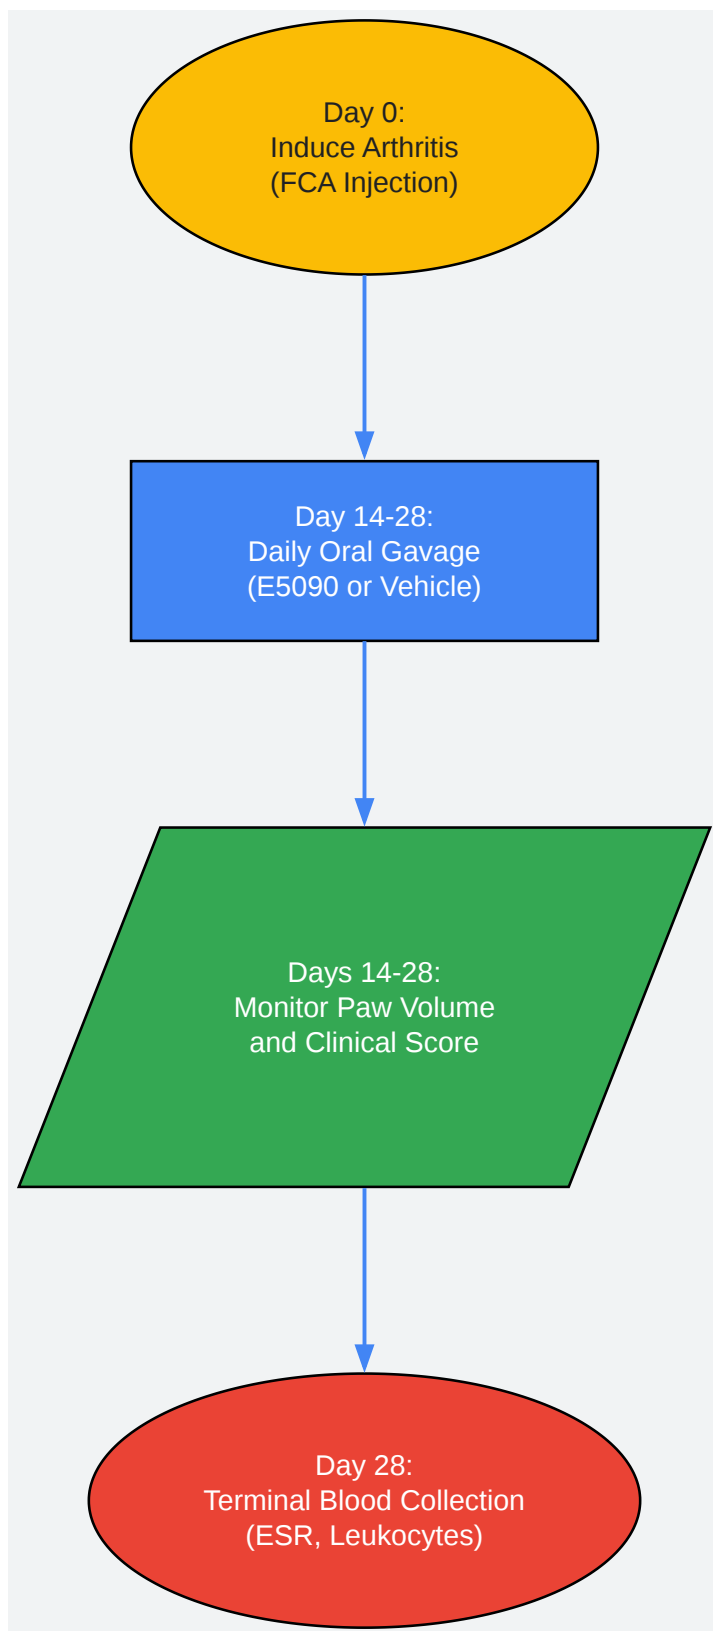 Day 0:
Induce Arthritis
(FCA Injection)
Day 14-28:
Daily Oral Gavage
(E5090 or Vehicle)
Days 14-28:
Monitor Paw Volume
and Clinical Score
Day 28:
Terminal Blood Collection
(ESR, Leukocytes)